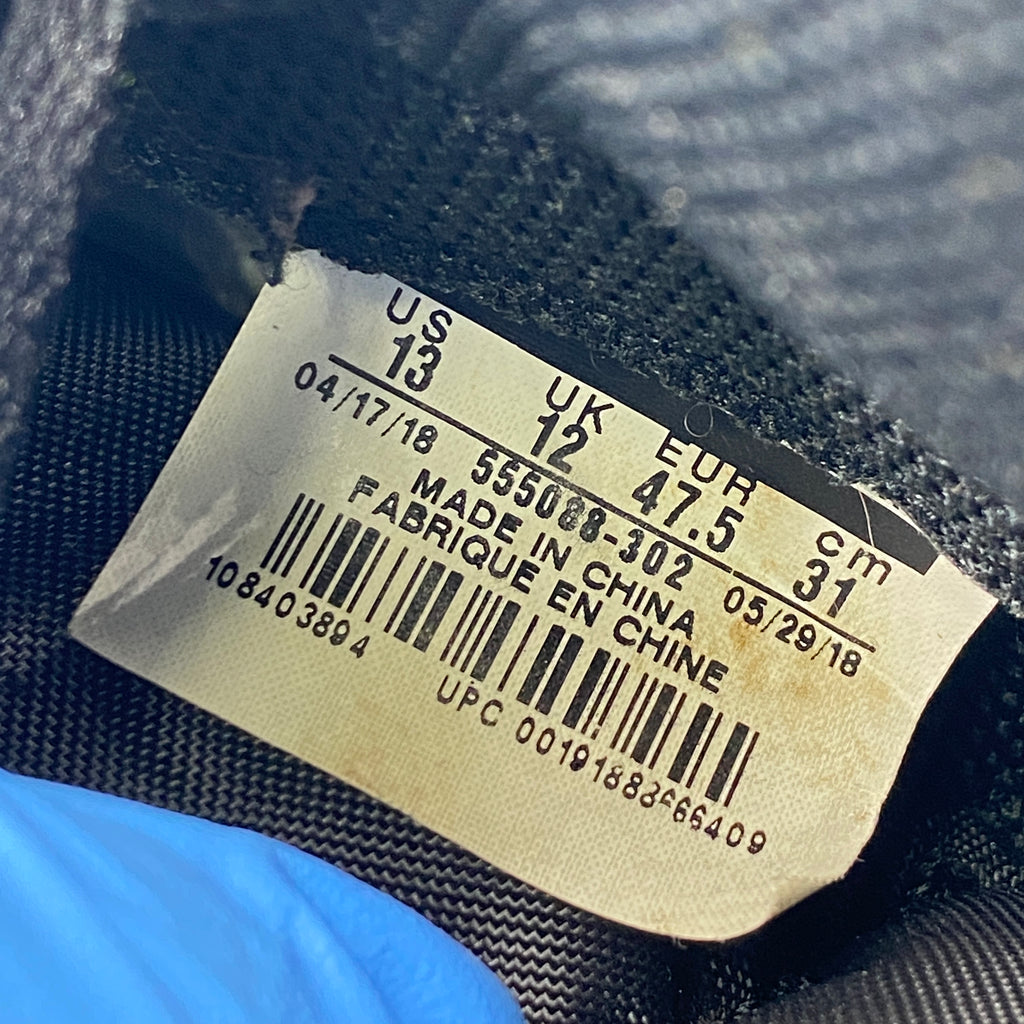 US UK EUR cm
13 12 47.5 31
04/17/18 555088-302 05/29/18
MADE IN CHINA
FABRIQUE EN CHINE
108403894
UPC